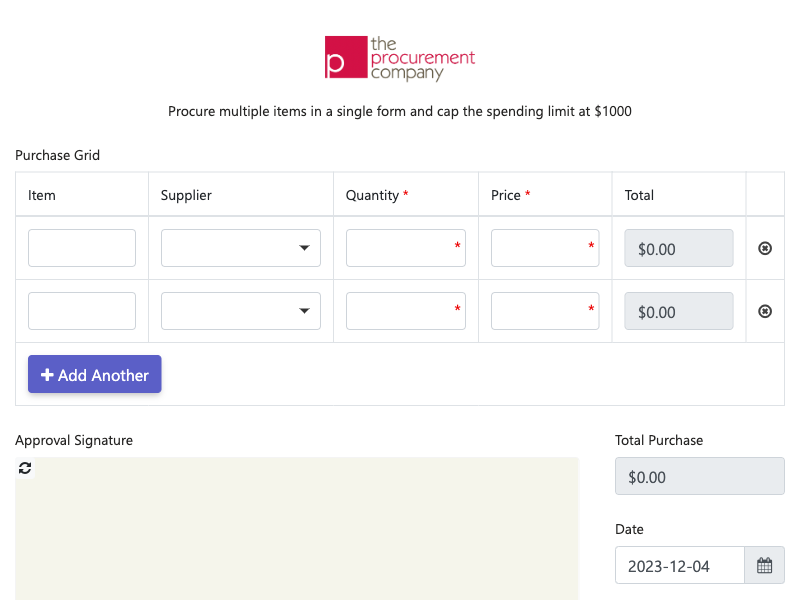 p
the
procurement
company
Procure multiple items in a single form and cap the spending limit at $1000
Purchase Grid
Item Supplier Quantity * Price * Total
* * $0.00
* * $0.00
Add Another
Approval Signature
Total Purchase
$0.00
Date
2023-12-04